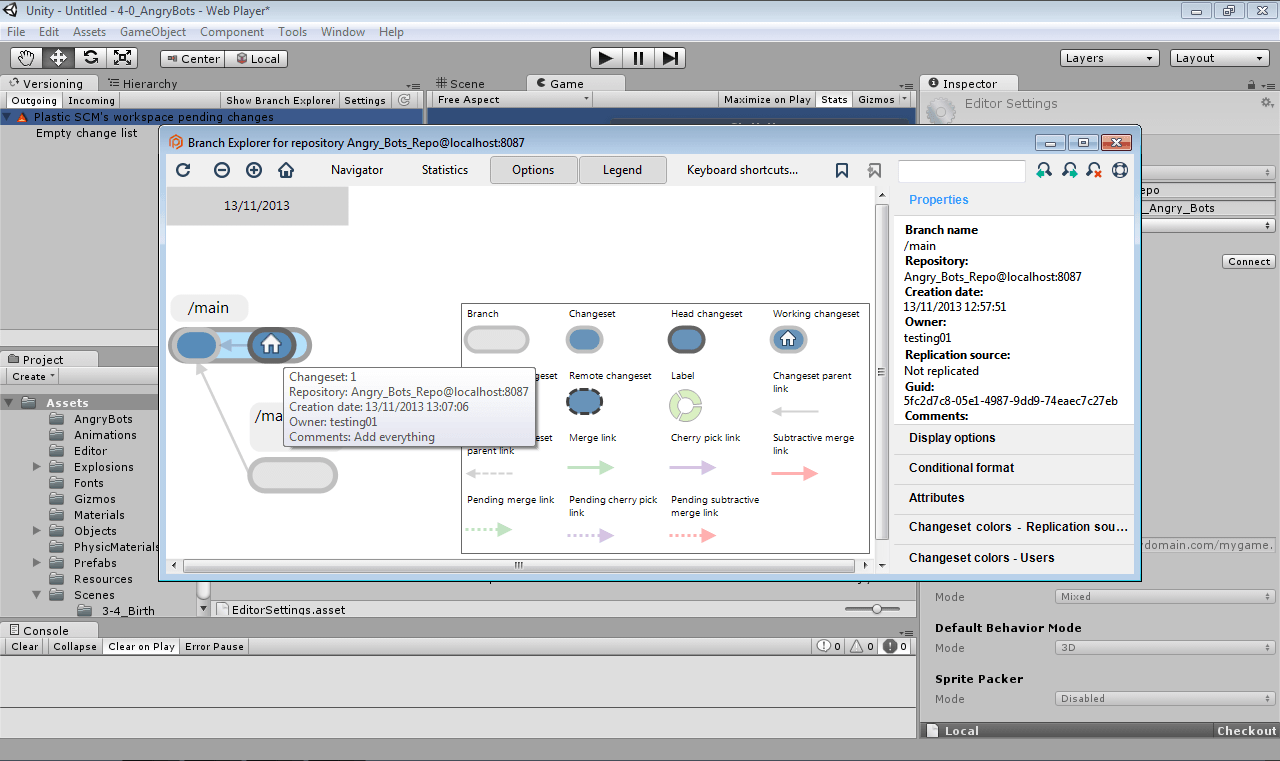 Unity - Untitled - 4-0_AngryBots - Web Player*
File Edit Assets GameObject Component Tools Window Help
Center Local Layers Layout
Versioning Hierarchy
Outgoing Incoming Show Branch Explorer Settings
Plastic SCM's workspace pending changes
Empty change list
Scene Game
Free Aspect Maximize on Play Stats Gizmos
Inspector
Editor Settings
Branch Explorer for repository Angry_Bots_Repo@localhost:8087
Navigator Statistics Options Legend Keyboard shortcuts...
13/11/2013
/main
Changeset: 1
Repository: Angry_Bots_Repo@localhost:8087
Creation date: 13/11/2013 13:07:06
Owner: testing01
Comments: Add everything
Branch Changeset Head changeset Working changeset
Remote changeset Label Changeset parent
link
parent link Merge link Cherry pick link Subtractive merge
link
Pending merge link Pending cherry pick
link Pending subtractive
merge link
Properties
Branch name
/main
Repository:
Angry_Bots_Repo@localhost:8087
Creation date:
13/11/2013 12:57:51
Owner:
testing01
Replication source:
Not replicated
Guid:
5fc2d7c8-05e1-4987-9dd9-74eaec7c27eb
Comments:
Display options
Conditional format
Attributes
Changeset colors - Replication sou...
Changeset colors - Users
epo
_Angry_Bots
Connect
domain.com/mygame.
Mode Mixed
Default Behavior Mode
Mode 3D
Sprite Packer
Mode Disabled
Local Checkout
Project
Create
Assets
AngryBots
Animations
Editor
Explosions
Fonts
Gizmos
Materials
Objects
PhysicMaterials
Prefabs
Resources
Scenes
3-4_Birth
EditorSettings.asset
Console
Clear Collapse Clear on Play Error Pause 0 0 0